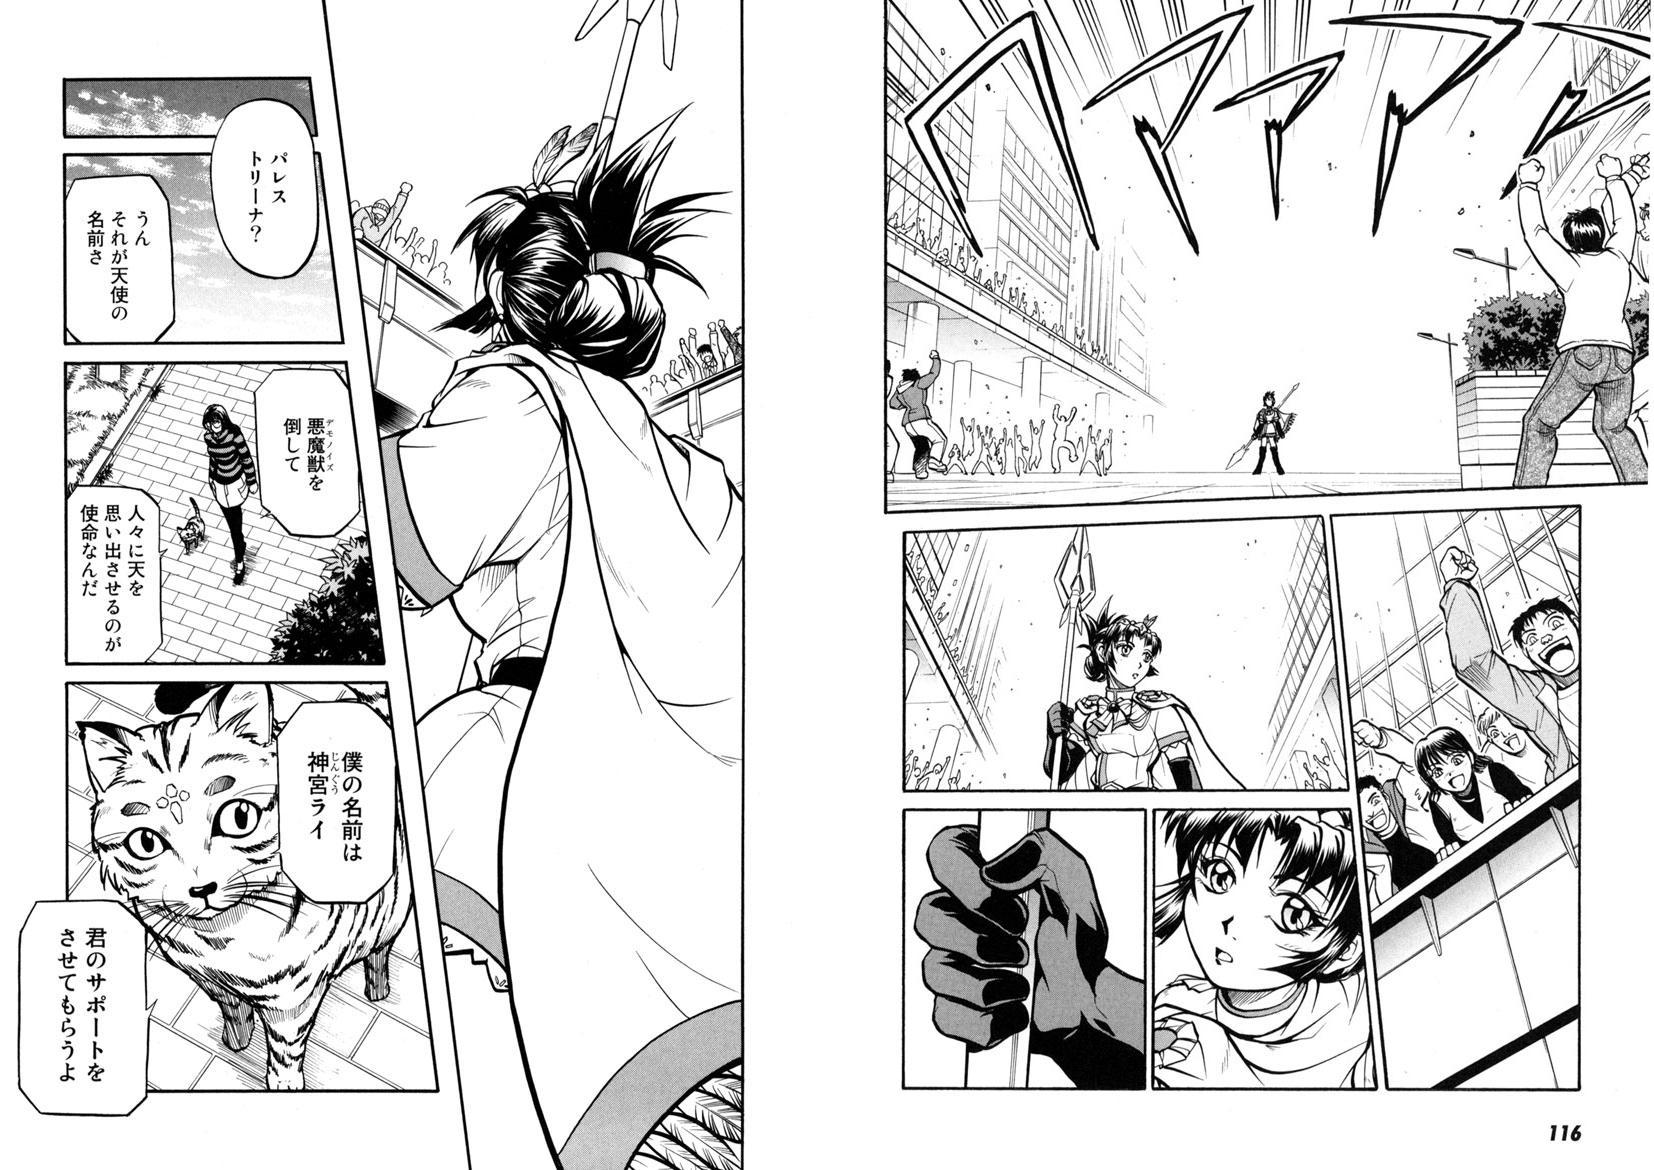 ワアアアア
116
パレス
トリーナ?
うん
それが天使の
名前さ
悪魔獣を
デモノイズ
倒して
人々に天を
思い出させるのが
使命なんだ
僕の名前は
神宮ライ
じんぐう
君のサポートを
させてもらうよ